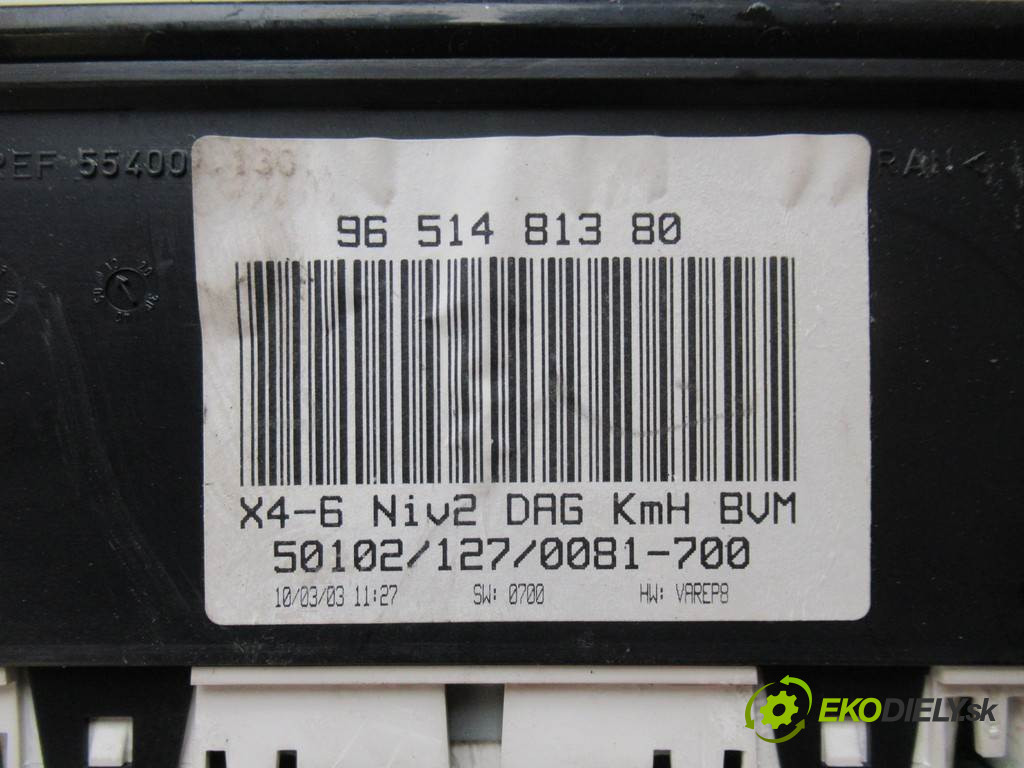 REF 55400
96 514 813 80
X4-6 Niv2 DAG KmH BVM
50102/127/0081-700
10/03/03 11:27 SW: 0700 HW: VAREP8
EKODIELY.sk